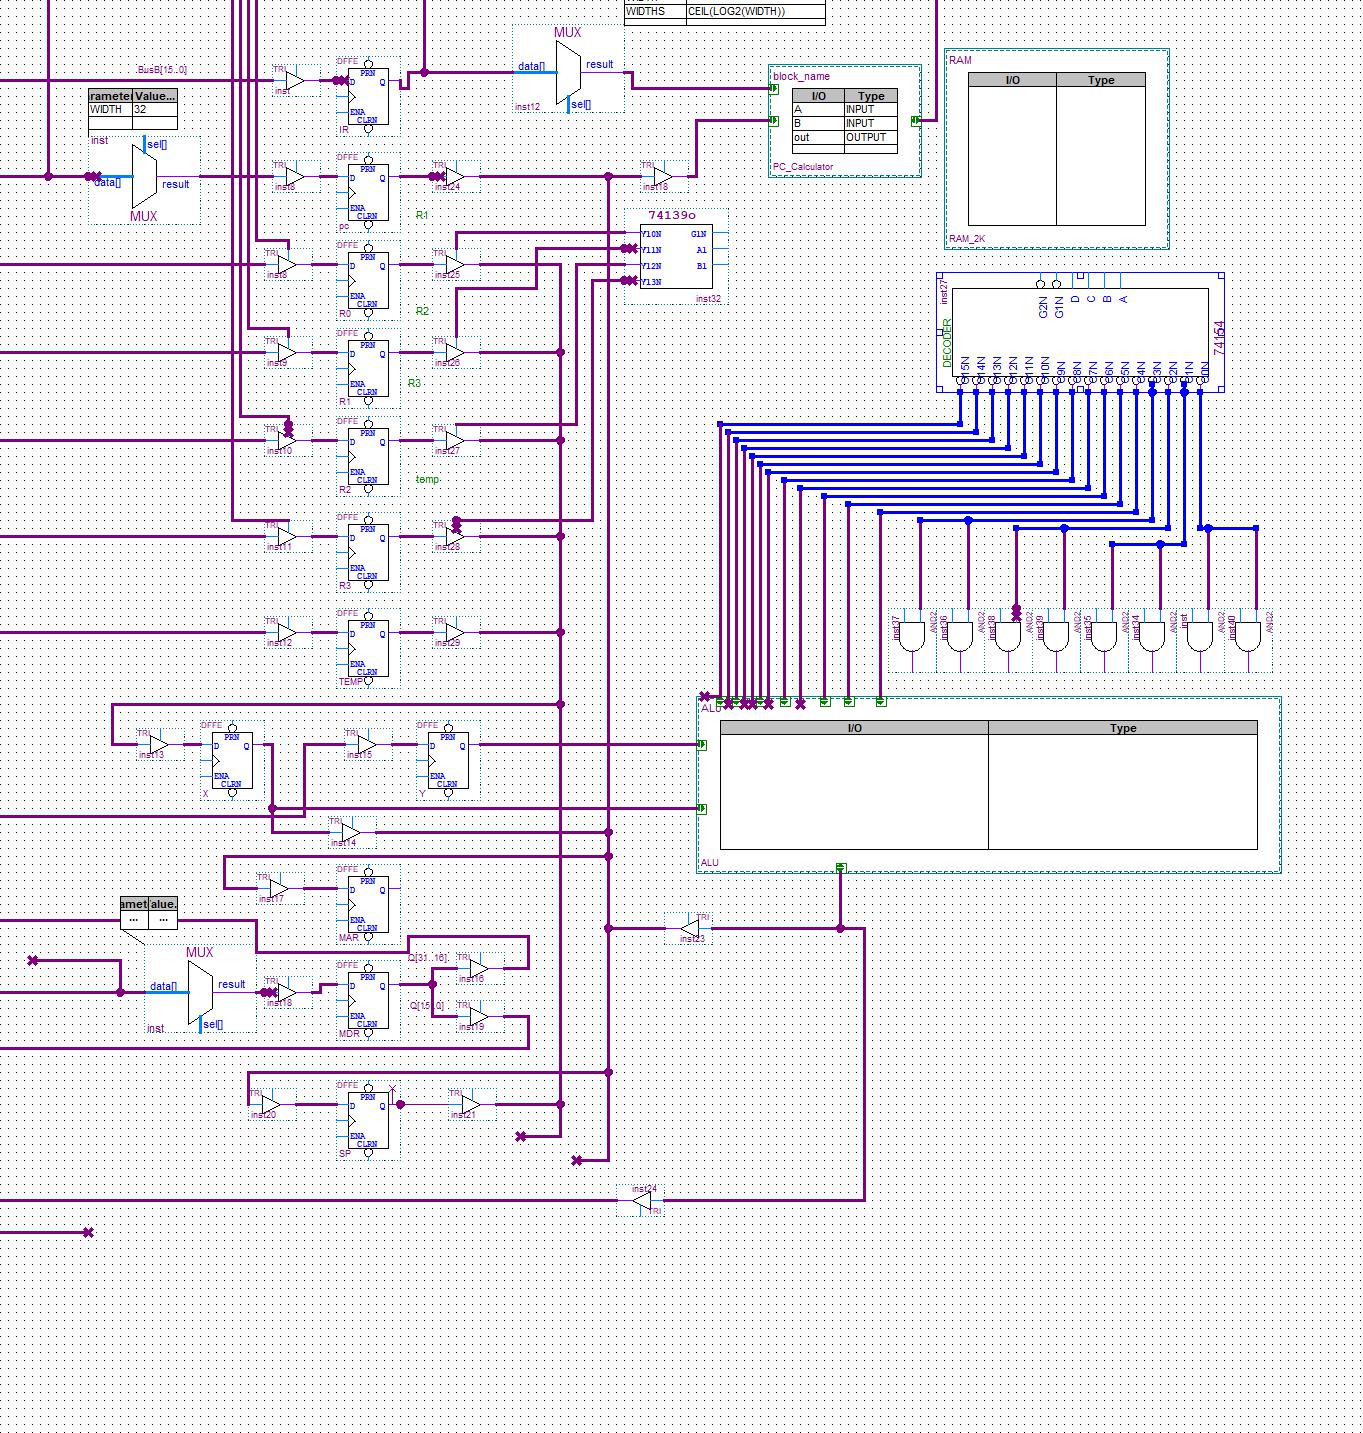 WIDTHS CEIL(LOG2(WIDTH))
MUX
data[] result
sel[]
inst12
BusB[15..0]
TRI
inst
DFFE
PRN
D Q
ENA
CLRN
IR
block_name
I/O Type
A INPUT
B INPUT
out OUTPUT
PC_Calculator
RAM
I/O Type
RAM_2K
Value...
WIDTH 32
inst
sel[]
data[] result
MUX
TRI
DFFE
PRN
D Q
ENA
CLRN
pc
TRI
inst24
TRI
inst18
R1
74139o
Y10N G1N
Y11N A1
Y12N B1
Y13N
inst32
TRI
inst8
DFFE
PRN
D Q
ENA
CLRN
R0
TRI
inst25
R2
inst27
G2N
G1N
D
C
B
A
DECODER
74154
O15N
O14N
O13N
O12N
O11N
O10N
O9N
O8N
O7N
O6N
O5N
O4N
O3N
O2N
O1N
O0N
TRI
inst9
DFFE
PRN
D Q
ENA
CLRN
R1
TRI
inst26
R3
TRI
inst10
DFFE
PRN
D Q
ENA
CLRN
R2
TRI
inst27
temp
TRI
inst11
DFFE
PRN
D Q
ENA
CLRN
R3
TRI
inst28
TRI
inst12
DFFE
PRN
D Q
ENA
CLRN
TEMP
TRI
inst29
inst37
AND2
inst36
AND2
inst38
AND2
inst39
AND2
inst35
AND2
inst34
AND2
inst
AND2
inst40
AND2
ALU
I/O Type
ALU
TRI
inst13
DFFE
PRN
D Q
ENA
CLRN
X
TRI
inst15
DFFE
PRN
D Q
ENA
CLRN
Y
TRI
inst14
TRI
inst17
DFFE
PRN
D Q
ENA
CLRN
MAR
... ...
MUX
data[] result
sel[]
inst
TRI
inst18
DFFE
PRN
D Q
ENA
CLRN
MDR
Q[31..16]
TRI
inst16
Q[15..0]
TRI
inst19
TRI
inst23
TRI
inst20
DFFE
PRN
D Q
ENA
CLRN
SP
TRI
inst21
inst24
TRI